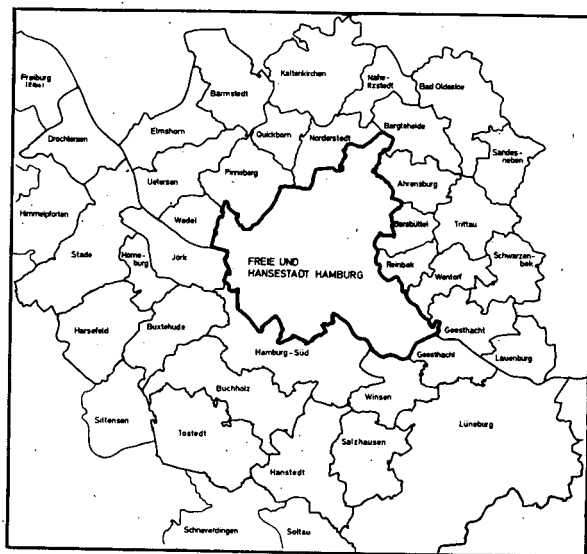 Kaltenkirchen
Nahe-
Itzstedt
Bad Oldesloe
Freiburg
(Elbe)
Barmstedt
Bargteheide
Drochtersen
Elmshorn
Quickborn
Norderstedt
Sandes-
neben
Pinneberg
Ahrensburg
Uetersen
Himmelpforten
Wedel
Barsbüttel
Trittau
Stade
Horne-
burg
Jork
FREIE UND
HANSESTADT HAMBURG
Reinbek
Wentorf
Schwarzen-
bek
Harsefeld
Buxtehude
Geesthacht
Hamburg-Süd
Geesthacht
Lauenburg
Buchholz
Winsen
Sittensen
Tostedt
Salzhausen
Lüneburg
Hanstedt
Schneverdingen
Soltau